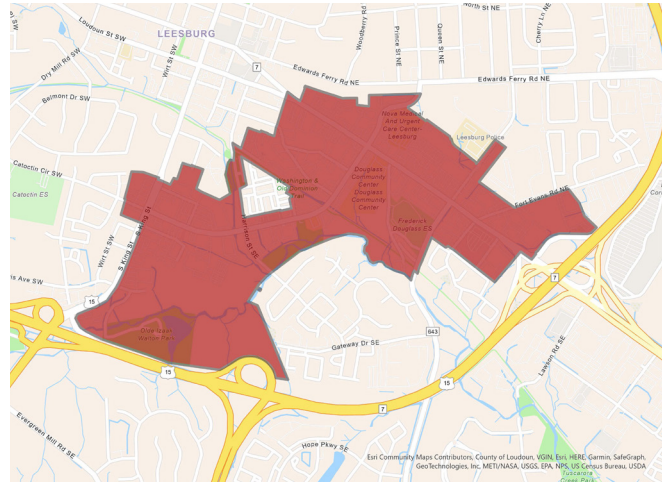 North St NE
Loudoun St SW
LEESBURG
Wirt St SW
Woodberry Rd
Prince St NE
Queen St NE
Cherry Ln NE
7
Edwards Ferry Rd NE
Edwards Ferry Rd NE
Dry Mill Rd SW
Belmont Dr SW
Nova Medical
And Urgent
Care Center-
Leesburg
Leesburg Police
Catoctin Cir SW
Catoctin ES
Douglass
Community
Center
Douglass
Community
Center
Fort Evans Rd NE
Frederick
Douglass ES
S King St
S King St
Harrison St SE
Wirt St SW
15
7
643
Gateway Dr SE
Olde Izaak
Walton Park
15
15
7
Lawson Rd SE
Evergreen Mill Rd SE
Hope Pkwy SE
Tuscarora
Creek Park
Esri Community Maps Contributors, County of Loudoun, VGIN, Esri, HERE, Garmin, SafeGraph,
GeoTechnologies, Inc, METI/NASA, USGS, EPA, NPS, US Census Bureau, USDA